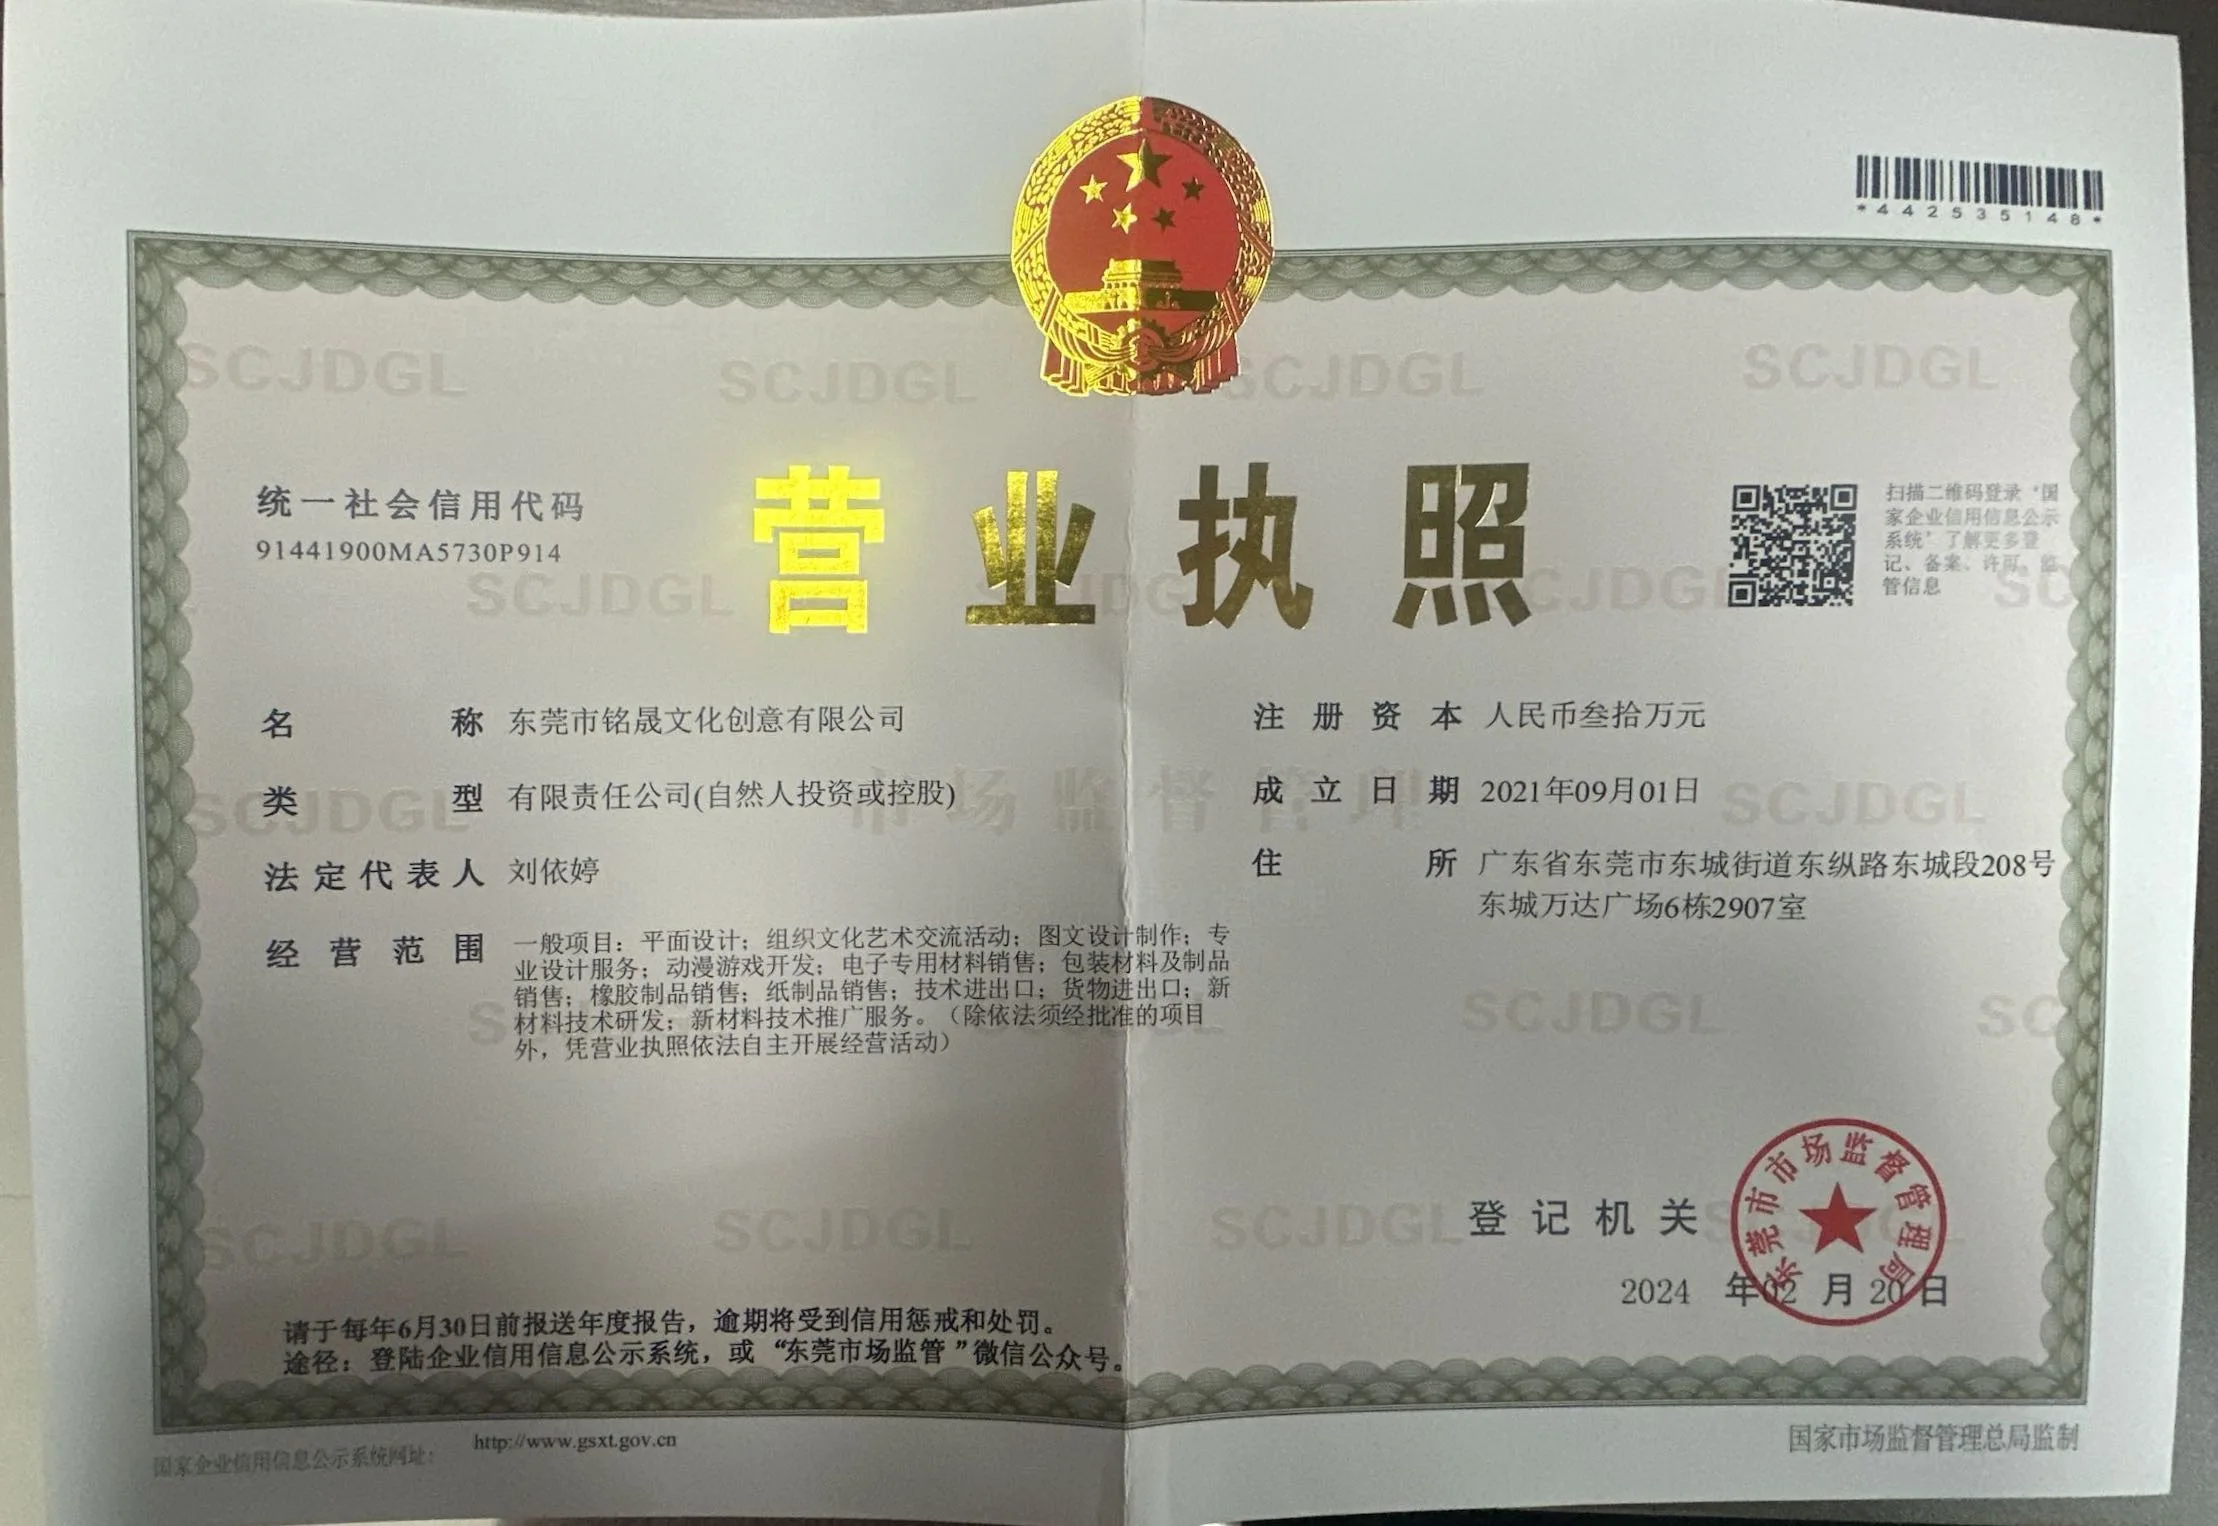 *442535148*
统一社会信用代码
91441900MA5730P914
营业执照
扫描二维码登录‘国
家企业信用信息公示
系统’了解更多登
记、备案、许可、监
管信息
名称 东莞市铭晟文化创意有限公司
类型 有限责任公司(自然人投资或控股)
法定代表人 刘依婷
经营范围 一般项目：平面设计；组织文化艺术交流活动；图文设计制作；专
业设计服务；动漫游戏开发；电子专用材料销售；包装材料及制品
销售；橡胶制品销售；纸制品销售；技术进出口；货物进出口；新
材料技术研发；新材料技术推广服务。（除依法须经批准的项目
外，凭营业执照依法自主开展经营活动）
注册资本 人民币叁拾万元
成立日期 2021年09月01日
住所 广东省东莞市东城街道东纵路东城段208号
东城万达广场6栋2907室
市场监督管理
SCJDGL
登记机关
东莞市市场监督管理局
2024 年02 月 20 日
请于每年6月30日前报送年度报告，逾期将受到信用惩戒和处罚。
途径：登陆企业信用信息公示系统，或“东莞市场监管”微信公众号。
国家企业信用信息公示系统网址： http://www.gsxt.gov.cn
国家市场监督管理总局监制